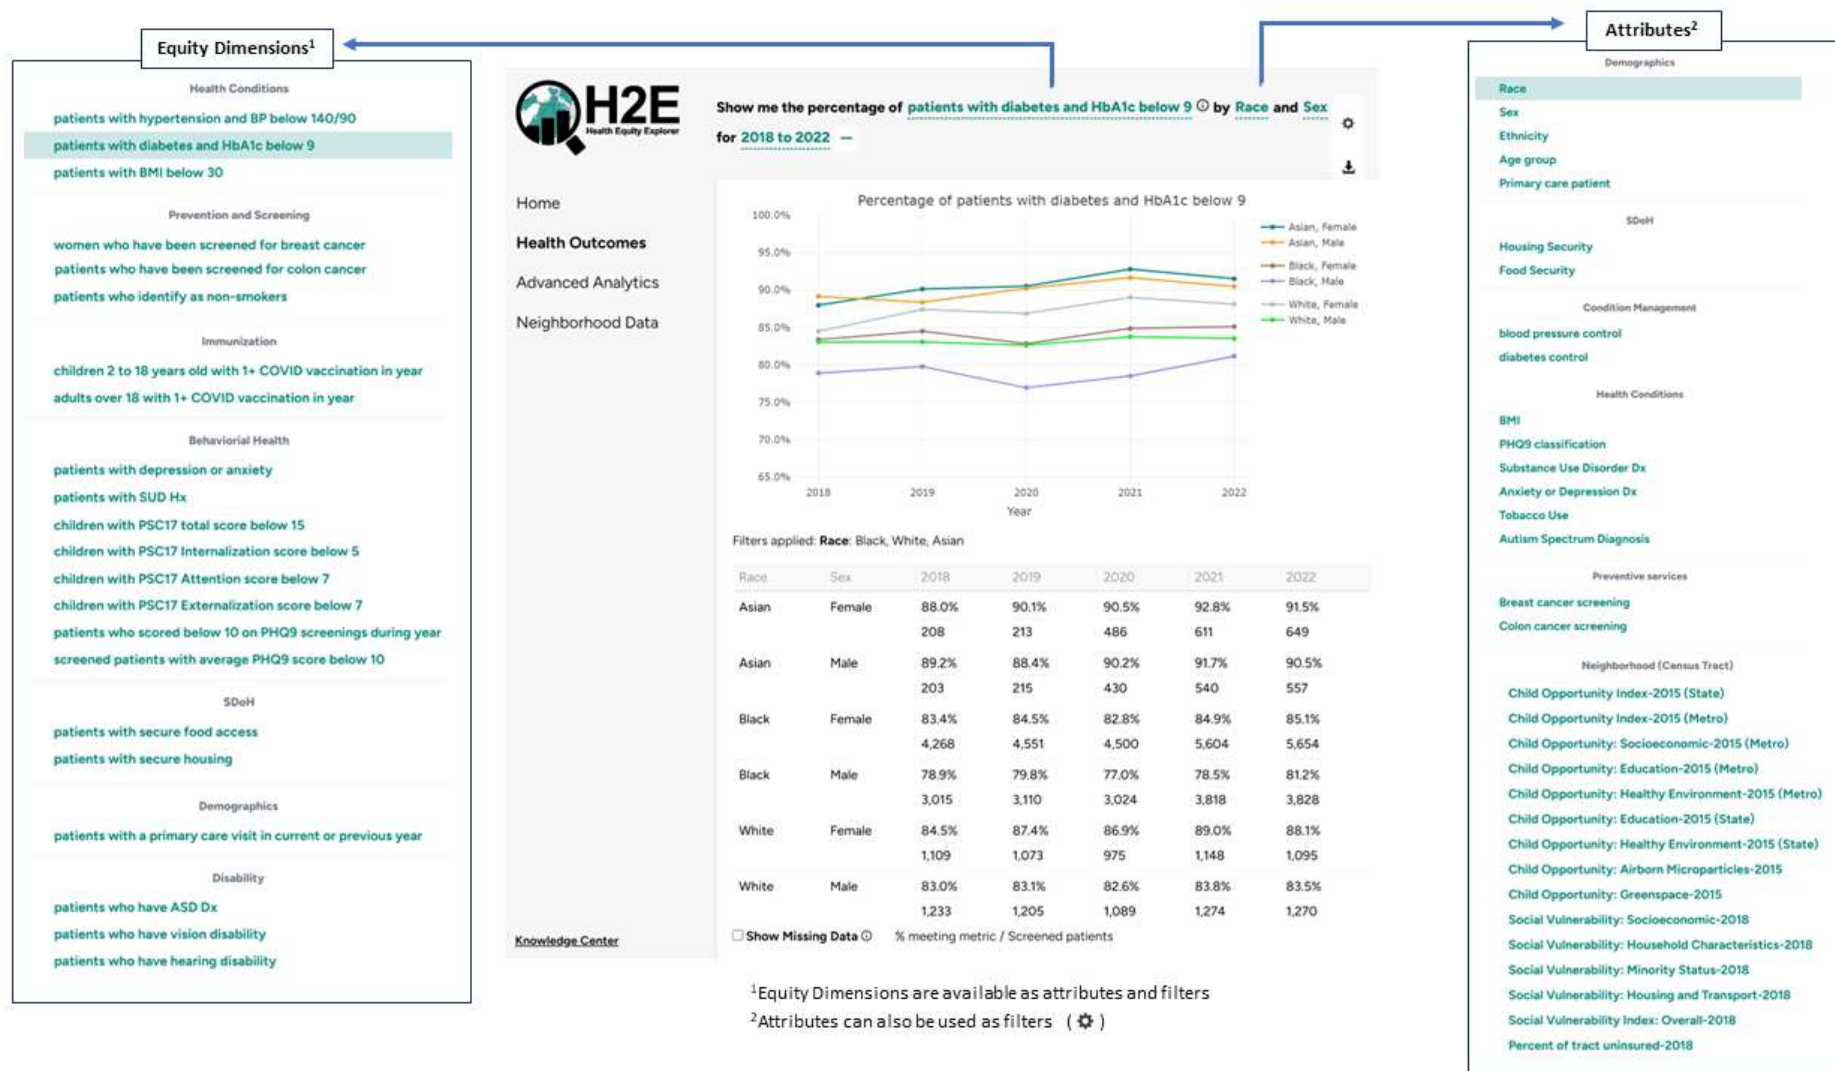 Equity Dimensions¹
Health Conditions
patients with hypertension and BP below 140/90
patients with diabetes and HbA1c below 9
patients with BMI below 30
Prevention and Screening
women who have been screened for breast cancer
patients who have been screened for colon cancer
patients who identify as non-smokers
Immunization
children 2 to 18 years old with 1+ COVID vaccination in year
adults over 18 with 1+ COVID vaccination in year
Behaviorial Health
patients with depression or anxiety
patients with SUD Hx
children with PSC17 total score below 15
children with PSC17 Internalization score below 5
children with PSC17 Attention score below 7
children with PSC17 Externalization score below 7
patients who scored below 10 on PHQ9 screenings during year
screened patients with average PHQ9 score below 10
SDoH
patients with secure food access
patients with secure housing
Demographics
patients with a primary care visit in current or previous year
Disability
patients who have ASD Dx
patients who have vision disability
patients who have hearing disability
H2E
Health Equity Explorer
Home
Health Outcomes
Advanced Analytics
Neighborhood Data
Knowledge Center
Show me the percentage of patients with diabetes and HbA1c below 9 by Race and Sex
for 2018 to 2022 —
Percentage of patients with diabetes and HbA1c below 9
100.0%
95.0%
90.0%
85.0%
80.0%
75.0%
70.0%
65.0%
2018 2019 2020 2021 2022
Year
Asian, Female
Asian, Male
Black, Female
Black, Male
White, Female
White, Male
Filters applied: Race: Black, White, Asian
Race Sex 2018 2019 2020 2021 2022
Asian Female 88.0% 90.1% 90.5% 92.8% 91.5%
208 213 486 611 649
Asian Male 89.2% 88.4% 90.2% 91.7% 90.5%
203 215 430 540 557
Black Female 83.4% 84.5% 82.8% 84.9% 85.1%
4,268 4,551 4,500 5,604 5,654
Black Male 78.9% 79.8% 77.0% 78.5% 81.2%
3,015 3,110 3,024 3,818 3,828
White Female 84.5% 87.4% 86.9% 89.0% 88.1%
1,109 1,073 975 1,148 1,095
White Male 83.0% 83.1% 82.6% 83.8% 83.5%
1,233 1,205 1,089 1,274 1,270
Show Missing Data % meeting metric / Screened patients
¹Equity Dimensions are available as attributes and filters
²Attributes can also be used as filters ( )
Attributes²
Demographics
Race
Sex
Ethnicity
Age group
Primary care patient
SDoH
Housing Security
Food Security
Condition Management
blood pressure control
diabetes control
Health Conditions
BMI
PHQ9 classification
Substance Use Disorder Dx
Anxiety or Depression Dx
Tobacco Use
Autism Spectrum Diagnosis
Preventive services
Breast cancer screening
Colon cancer screening
Neighborhood (Census Tract)
Child Opportunity Index-2015 (State)
Child Opportunity Index-2015 (Metro)
Child Opportunity: Socioeconomic-2015 (Metro)
Child Opportunity: Education-2015 (Metro)
Child Opportunity: Healthy Environment-2015 (Metro)
Child Opportunity: Education-2015 (State)
Child Opportunity: Healthy Environment-2015 (State)
Child Opportunity: Airborn Microparticles-2015
Child Opportunity: Greenspace-2015
Social Vulnerability: Socioeconomic-2018
Social Vulnerability: Household Characteristics-2018
Social Vulnerability: Minority Status-2018
Social Vulnerability: Housing and Transport-2018
Social Vulnerability Index: Overall-2018
Percent of tract uninsured-2018